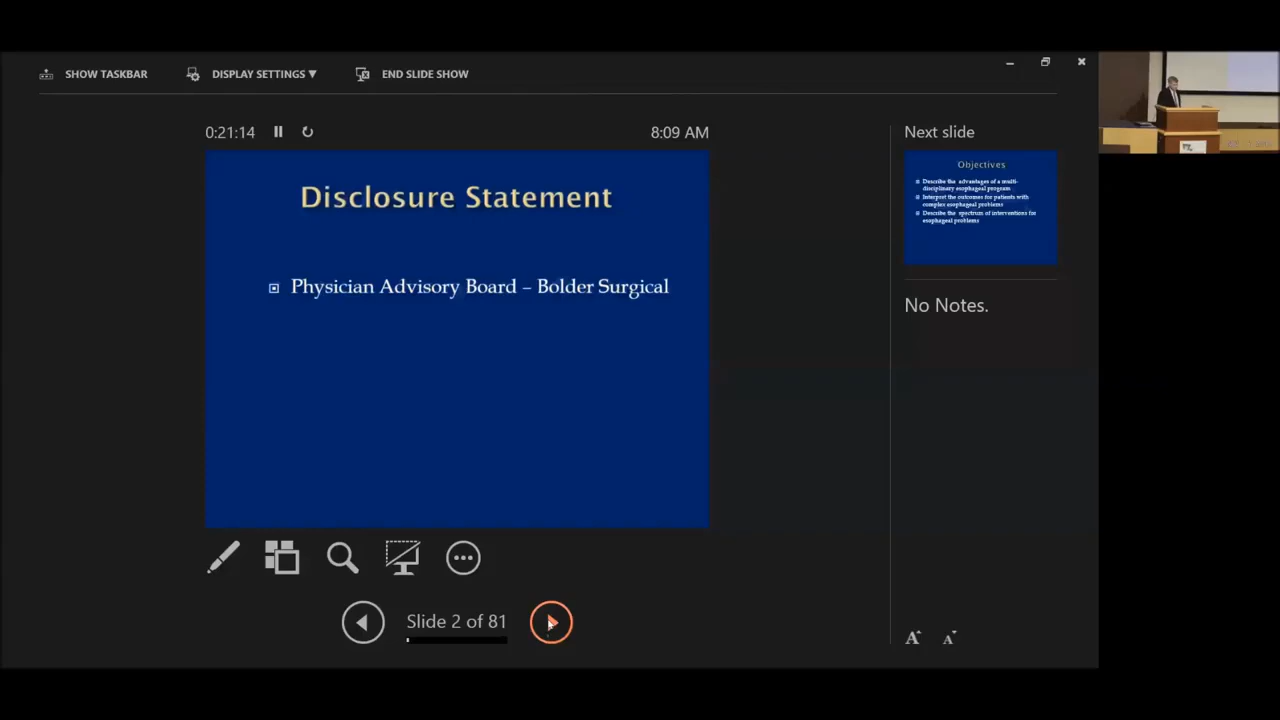 SHOW TASKBAR
DISPLAY SETTINGS ▼
END SLIDE SHOW
0:21:14
8:09 AM
Disclosure Statement
Physician Advisory Board – Bolder Surgical
Slide 2 of 81
Next slide
Objectives
Describe the advantages of a multi-
disciplinary esophageal program
Interpret the outcomes for patients with
complex esophageal problems
Describe the spectrum of interventions for
esophageal problems
No Notes.
A A